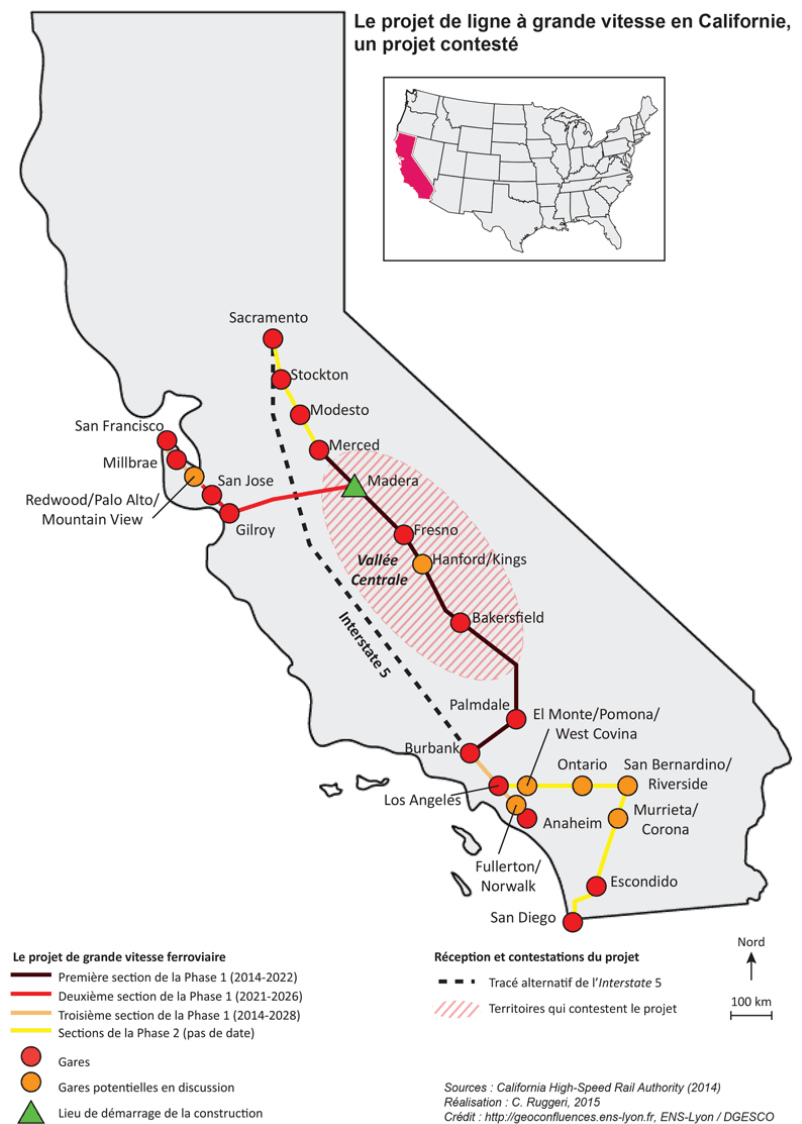 Le projet de ligne à grande vitesse en Californie,
un projet contesté
Sacramento
Stockton
Modesto
Merced
San Francisco
Millbrae
San Jose
Madera
Redwood/Palo Alto/
Mountain View
Gilroy
Fresno
Vallée
Centrale
Hanford/Kings
Interstate 5
Bakersfield
Palmdale
El Monte/Pomona/
West Covina
Burbank
Ontario
San Bernardino/
Riverside
Los Angeles
Murrieta/
Corona
Anaheim
Fullerton/
Norwalk
Escondido
San Diego
Nord
100 km
Le projet de grande vitesse ferroviaire
Première section de la Phase 1 (2014-2022)
Deuxième section de la Phase 1 (2021-2026)
Troisième section de la Phase 1 (2014-2028)
Sections de la Phase 2 (pas de date)
Gares
Gares potentielles en discussion
Lieu de démarrage de la construction
Réception et contestations du projet
Tracé alternatif de l'Interstate 5
Territoires qui contestent le projet
Sources : California High-Speed Rail Authority (2014)
Réalisation : C. Ruggeri, 2015
Crédit : http://geoconfluences.ens-lyon.fr, ENS-Lyon / DGESCO